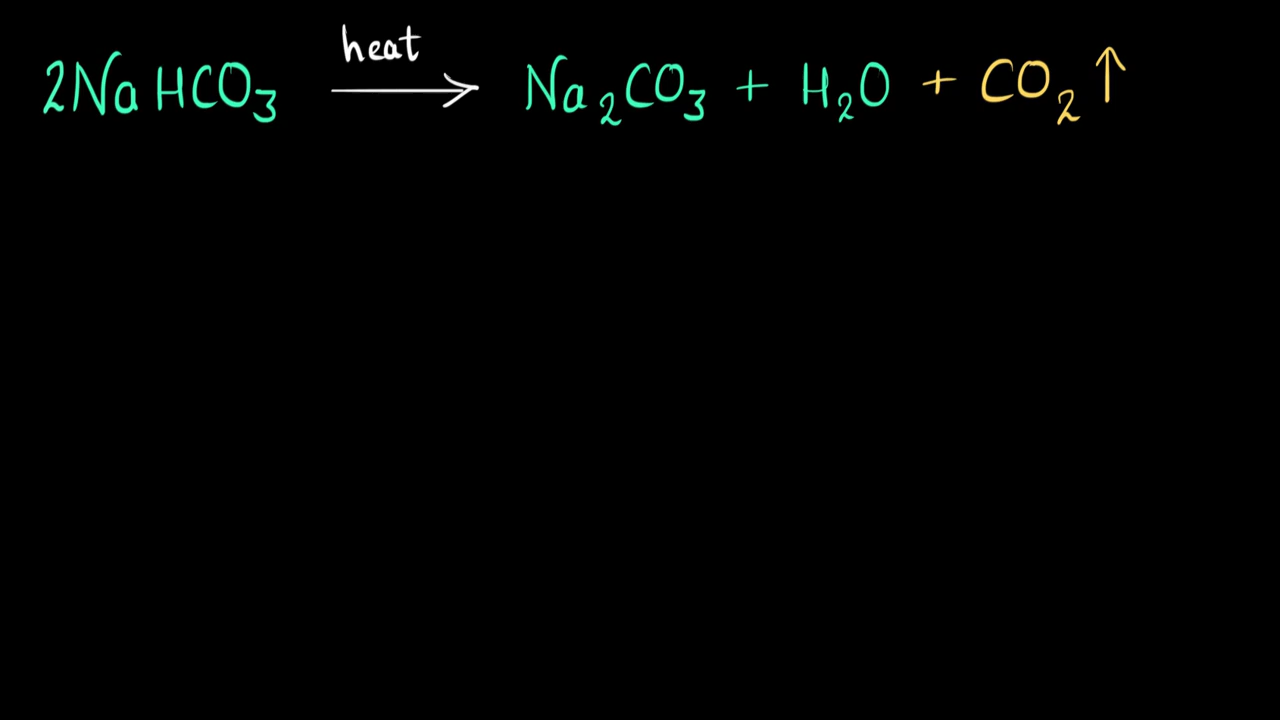 heat
2NaHCO₃ ⟶ Na₂CO₃ + H₂O + CO₂↑